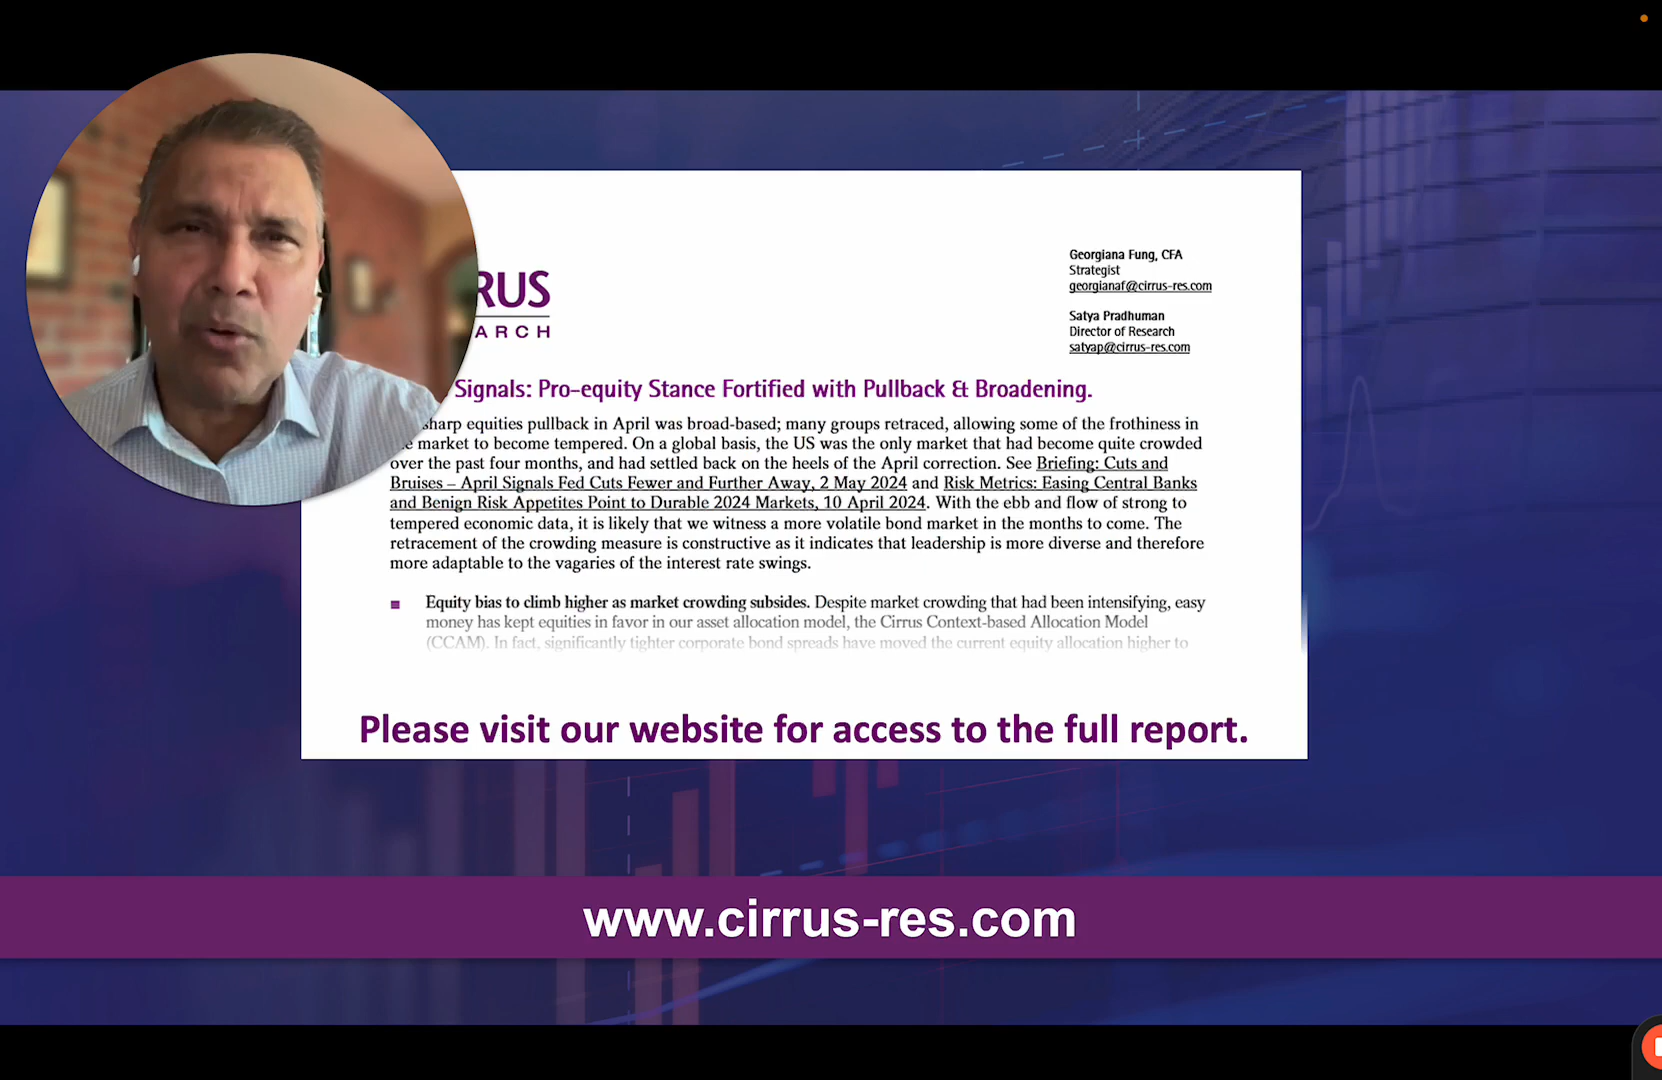 RUS
ARCH
Georgiana Fung, CFA
Strategist
georgianaf@cirrus-res.com
Satya Pradhuman
Director of Research
satyap@cirrus-res.com
Signals: Pro-equity Stance Fortified with Pullback & Broadening.
sharp equities pullback in April was broad-based; many groups retraced, allowing some of the frothiness in
market to become tempered. On a global basis, the US was the only market that had become quite crowded
over the past four months, and had settled back on the heels of the April correction. See Briefing: Cuts and
Bruises – April Signals Fed Cuts Fewer and Further Away, 2 May 2024 and Risk Metrics: Easing Central Banks
and Benign Risk Appetites Point to Durable 2024 Markets, 10 April 2024. With the ebb and flow of strong to
tempered economic data, it is likely that we witness a more volatile bond market in the months to come. The
retracement of the crowding measure is constructive as it indicates that leadership is more diverse and therefore
more adaptable to the vagaries of the interest rate swings.
Equity bias to climb higher as market crowding subsides. Despite market crowding that had been intensifying, easy
money has kept equities in favor in our asset allocation model, the Cirrus Context-based Allocation Model
(CCAM). In fact, significantly tighter corporate bond spreads have moved the current equity allocation higher to
Please visit our website for access to the full report.
www.cirrus-res.com